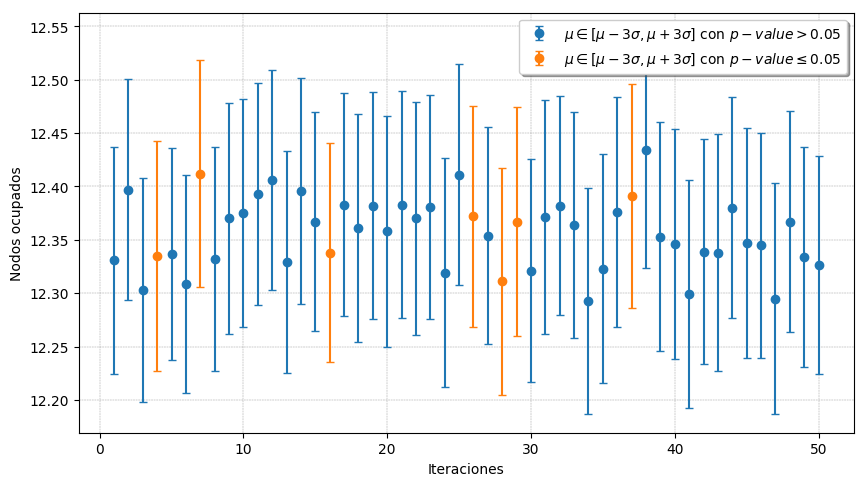 μ ∈ [μ − 3σ, μ + 3σ] con p − value > 0.05
μ ∈ [μ − 3σ, μ + 3σ] con p − value ≤ 0.05
Nodos ocupados
12.55
12.50
12.45
12.40
12.35
12.30
12.25
12.20
0 10 20 30 40 50
Iteraciones